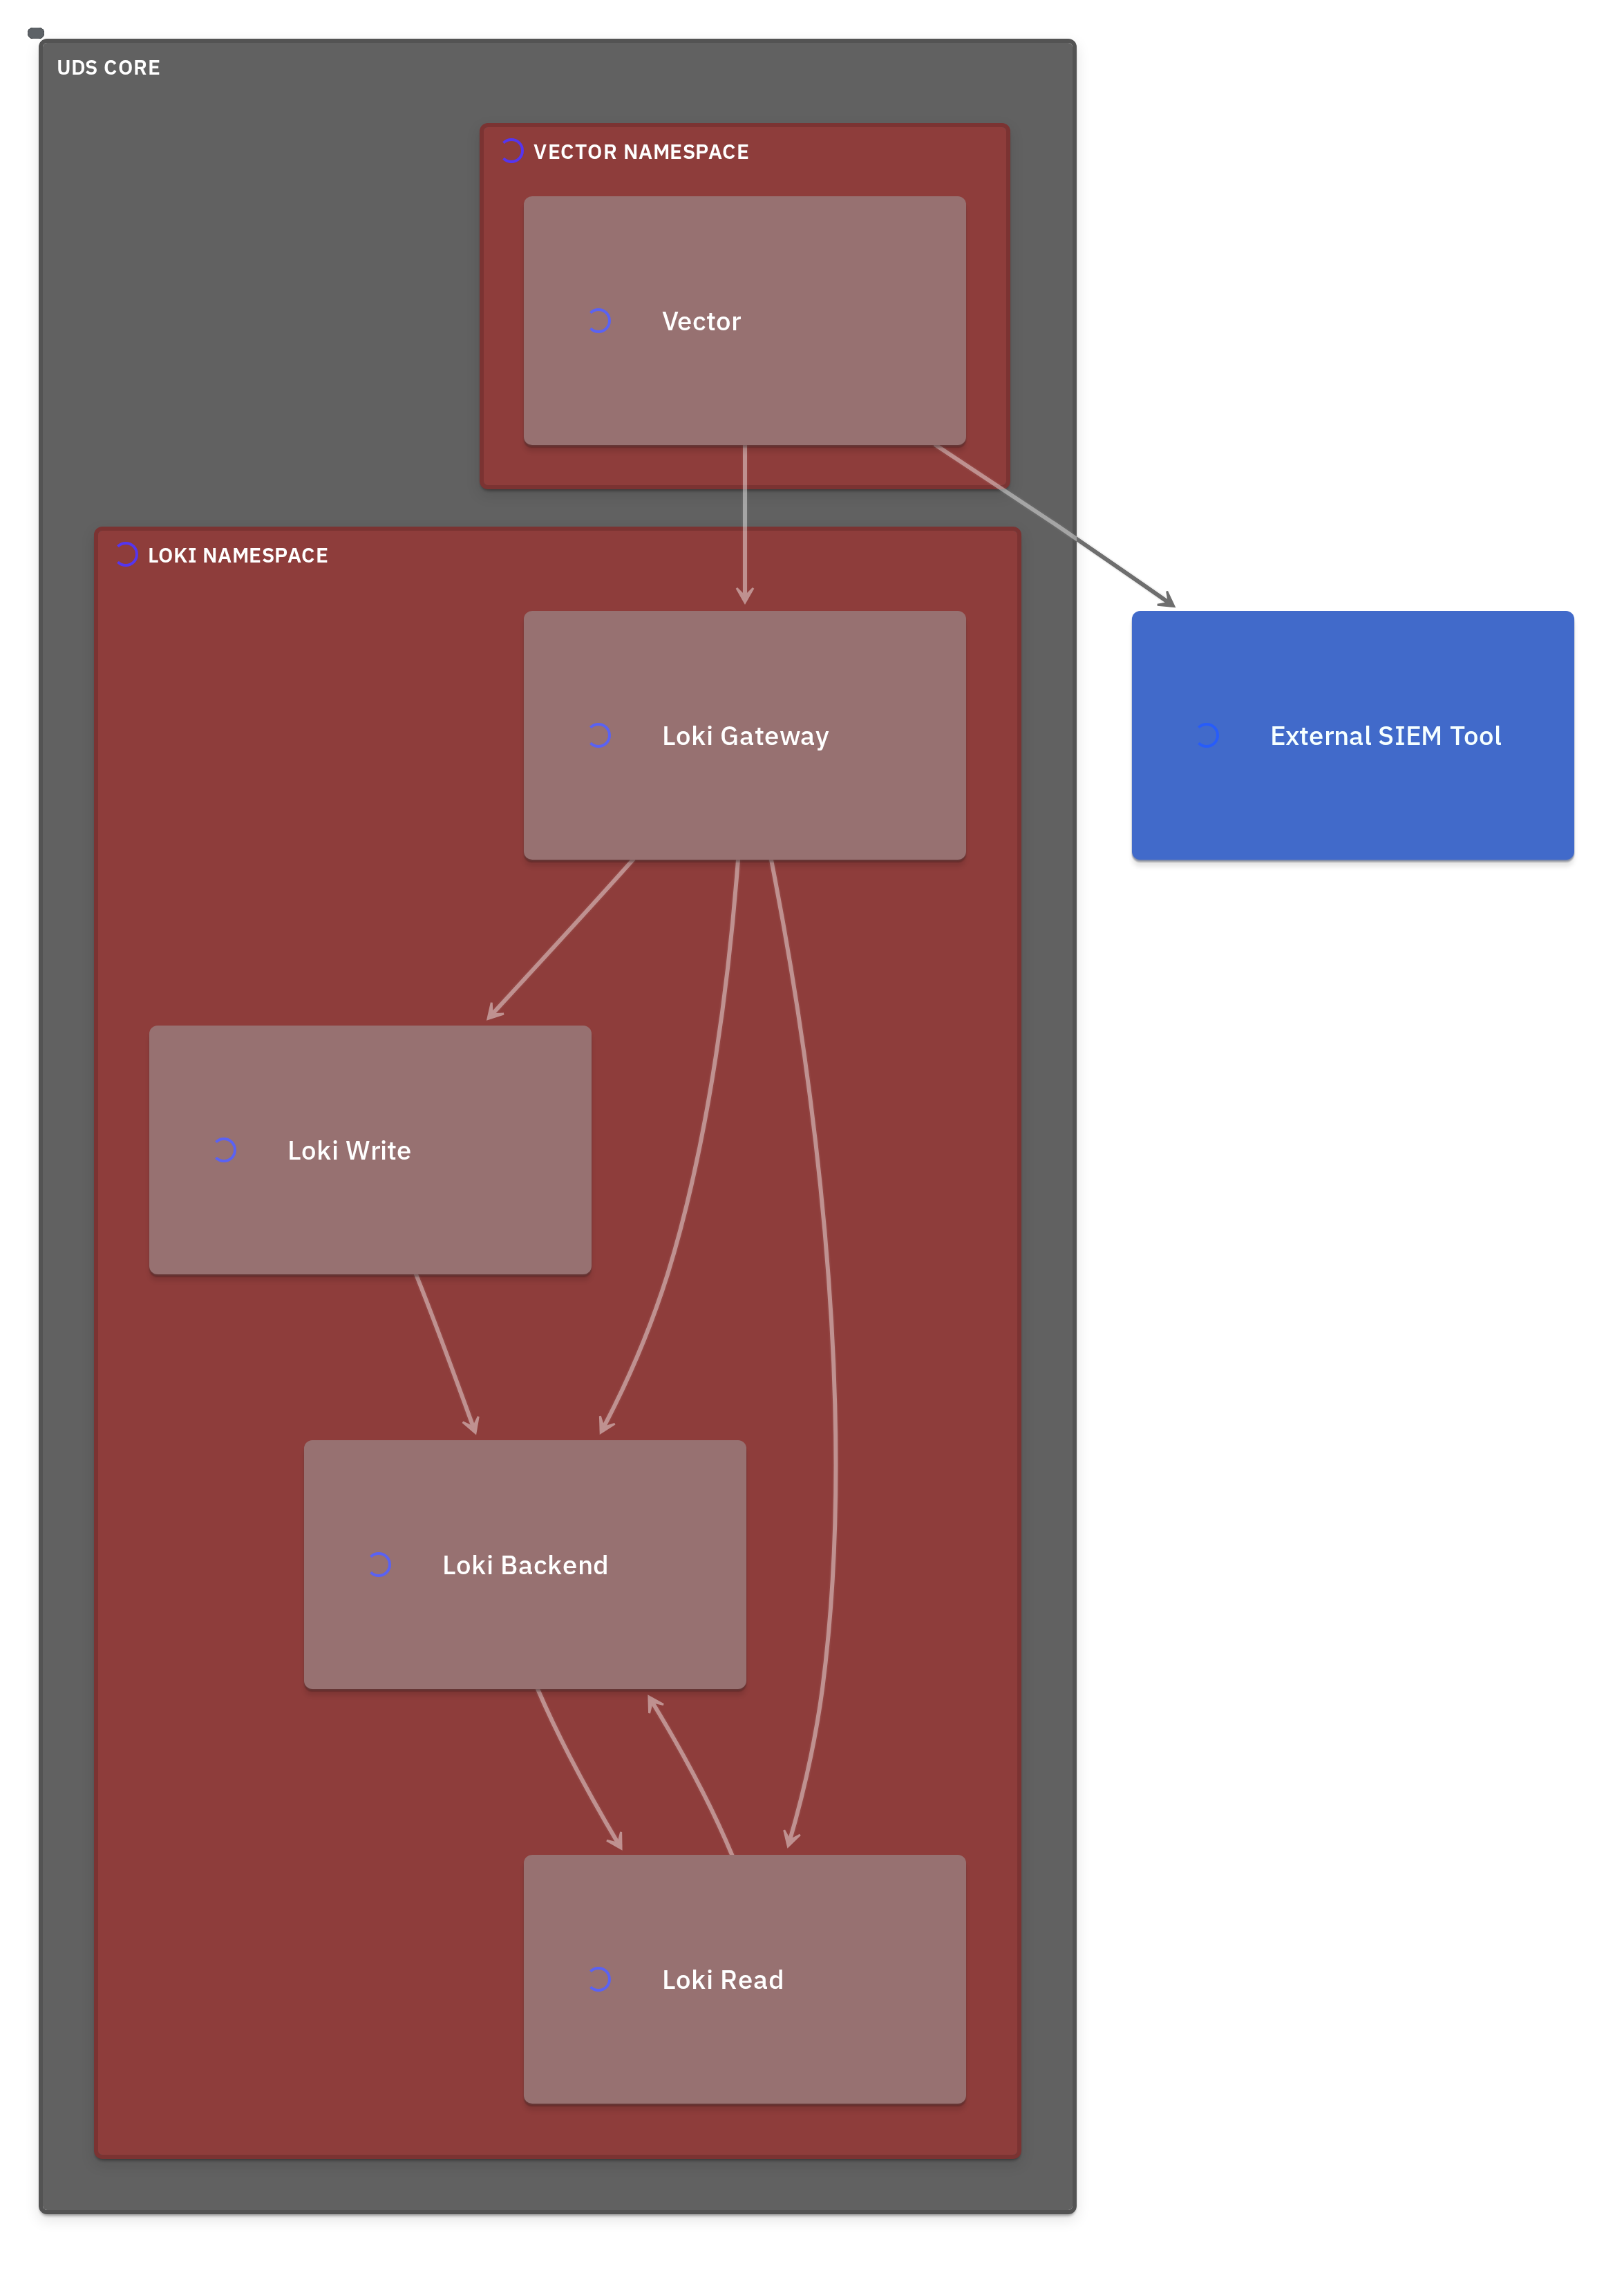 UDS CORE
VECTOR NAMESPACE
Vector
LOKI NAMESPACE
Loki Gateway
External SIEM Tool
Loki Write
Loki Backend
Loki Read